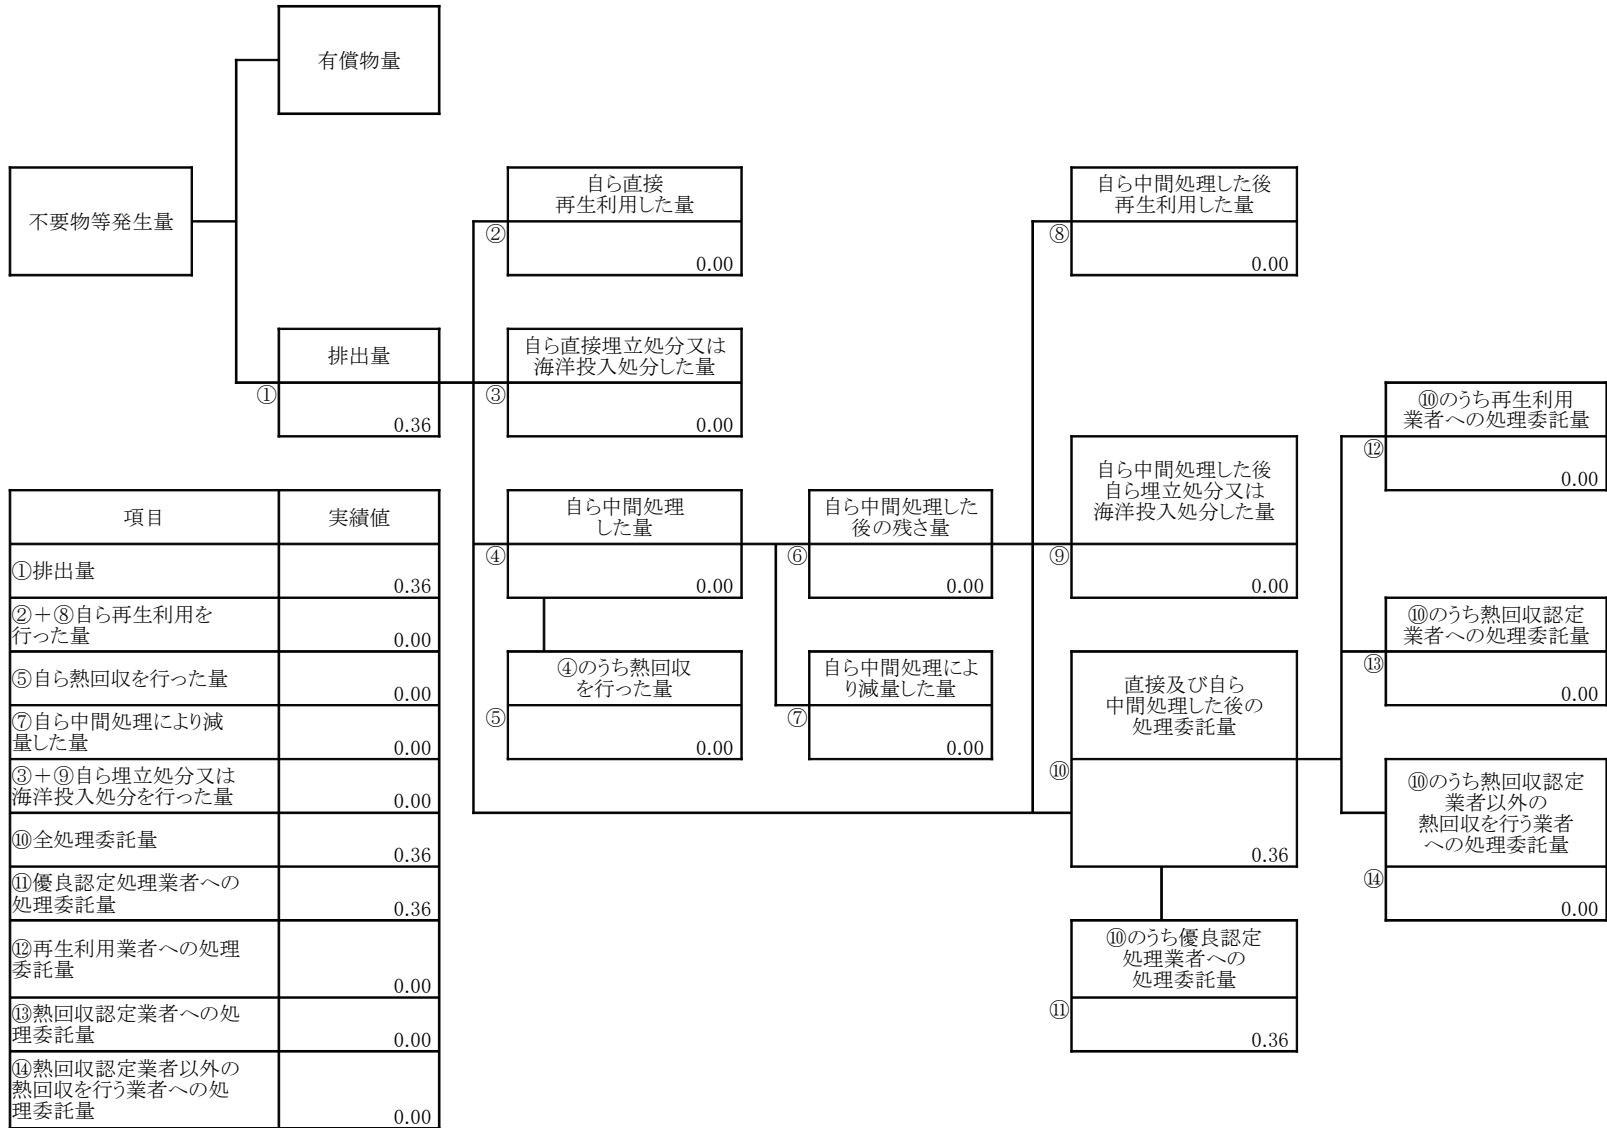 有償物量
不要物等発生量
自ら直接
再生利用した量
②
0.00
自ら中間処理した後
再生利用した量
⑧
0.00
排出量
①
0.36
自ら直接埋立処分又は
海洋投入処分した量
③
0.00
⑩のうち再生利用
業者への処理委託量
⑫
0.00
自ら中間処理
した量
④
0.00
自ら中間処理した
後の残さ量
⑥
0.00
自ら中間処理した後
自ら埋立処分又は
海洋投入処分した量
⑨
0.00
⑩のうち熱回収認定
業者への処理委託量
⑬
0.00
④のうち熱回収
を行った量
⑤
0.00
自ら中間処理によ
り減量した量
⑦
0.00
直接及び自ら
中間処理した後の
処理委託量
⑩
0.36
⑩のうち熱回収認定
業者以外の
熱回収を行う業者
への処理委託量
⑭
0.00
⑩のうち優良認定
処理業者への
処理委託量
⑪
0.36
項目 実績値
①排出量 0.36
②＋⑧自ら再生利用を
行った量 0.00
⑤自ら熱回収を行った量 0.00
⑦自ら中間処理により減
量した量 0.00
③＋⑨自ら埋立処分又は
海洋投入処分を行った量 0.00
⑩全処理委託量 0.36
⑪優良認定処理業者への
処理委託量 0.36
⑫再生利用業者への処理
委託量 0.00
⑬熱回収認定業者への処
理委託量 0.00
⑭熱回収認定業者以外の
熱回収を行う業者への処
理委託量 0.00